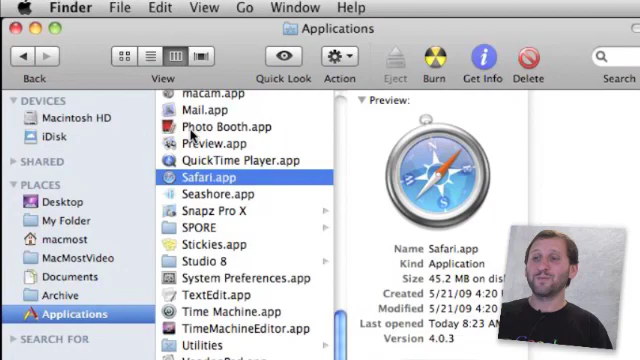 Finder File Edit View Go Window Help
Applications
Back View Quick Look Action Eject Burn Get Info Delete Search
DEVICES
Macintosh HD
iDisk
SHARED
PLACES
Desktop
My Folder
macmost
MacMostVideo
Documents
Archive
Applications
SEARCH FOR
macam.app
Mail.app
Photo Booth.app
Preview.app
QuickTime Player.app
Safari.app
Seashore.app
Snapz Pro X
SPORE
Stickies.app
Studio 8
System Preferences.app
TextEdit.app
Time Machine.app
TimeMachineEditor.app
Utilities
Preview:
Name Safari.app
Kind Application
Size 45.2 MB on disk
Created 5/21/09 4:20
Modified 5/21/09 4:20
Last opened Today 8:23 AM
Version 4.0.3